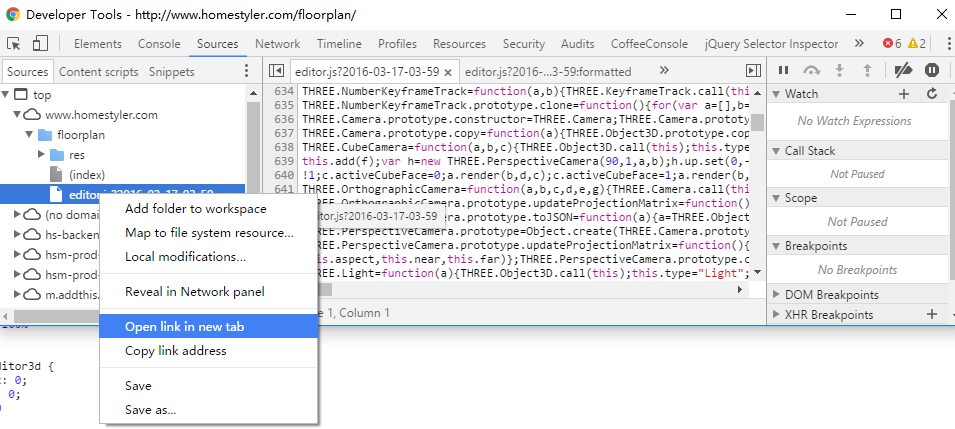 Developer Tools - http://www.homestyler.com/floorplan/
Elements Console Sources Network Timeline Profiles Resources Security Audits CoffeeConsole jQuery Selector Inspector » 6 2
Sources Content scripts Snippets
editor.js?2016-03-17-03-59 × editor.js?2016-...3-59:formatted »
top
www.homestyler.com
floorplan
res
(index)
editor.js?2016-03-17-03-59
(no domai
hs-backen
hsm-prod-
hsm-prod-
m.addthis.
634 THREE.NumberKeyframeTrack=function(a,b){THREE.KeyframeTrack.call(thi
635 THREE.NumberKeyframeTrack.prototype.clone=function(){for(var a=[],b=
636 THREE.Camera.prototype.constructor=THREE.Camera;THREE.Camera.prototy
637 THREE.Camera.prototype.copy=function(a){THREE.Object3D.prototype.cop
638 THREE.CubeCamera=function(a,b,c){THREE.Object3D.call(this);this.type
639 this.add(f);var h=new THREE.PerspectiveCamera(90,1,a,b);h.up.set(0,-
640 !1;c.activeCubeFace=0;a.render(b,d,c);c.activeCubeFace=1;a.render(b,
641 THREE.OrthographicCamera=function(a,b,c,d,e,g){THREE.Camera.call(thi
.OrthographicCamera.prototype.updateProjectionMatrix=function()
itor.js?2016-03-17-03-59
mera.prototype.toJSON=function(a){a=THREE.Object
.PerspectiveCamera.prototype=Object.create(THREE.Camera.prototy
.PerspectiveCamera.prototype.updateProjectionMatrix=function(){
is.aspect,this.near,this.far)};THREE.PerspectiveCamera.prototype.c
.Light=function(a){THREE.Object3D.call(this);this.type="Light";
e 1, Column 1
Watch
No Watch Expressions
Call Stack
Not Paused
Scope
Not Paused
Breakpoints
No Breakpoints
DOM Breakpoints
XHR Breakpoints
Add folder to workspace
Map to file system resource...
Local modifications...
Reveal in Network panel
Open link in new tab
Copy link address
Save
Save as...
ditor3d {
: 0;
0;